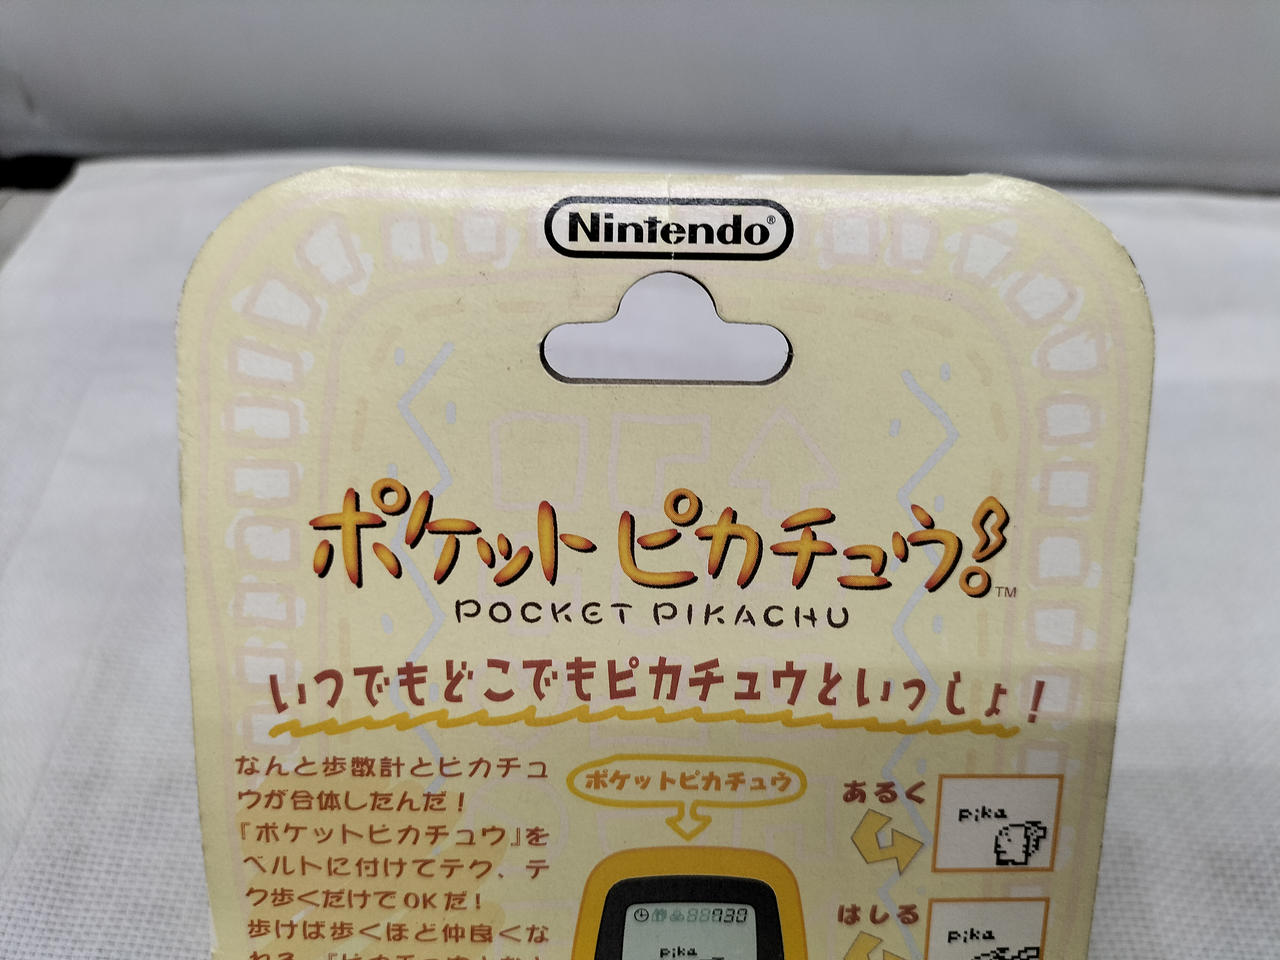 Nintendo®
ポケットピカチュウ!™
POCKET PIKACHU
いつでもどこでもピカチュウといっしょ!
なんと歩数計とピカチュ
ウが合体したんだ!
『ポケットピカチュウ』を
ベルトに付けてテク、テ
ク歩くだけでOKだ!
歩けば歩くほど仲良くな
ポケットピカチュウ
730
pika
あるく
pika
はしる
pika